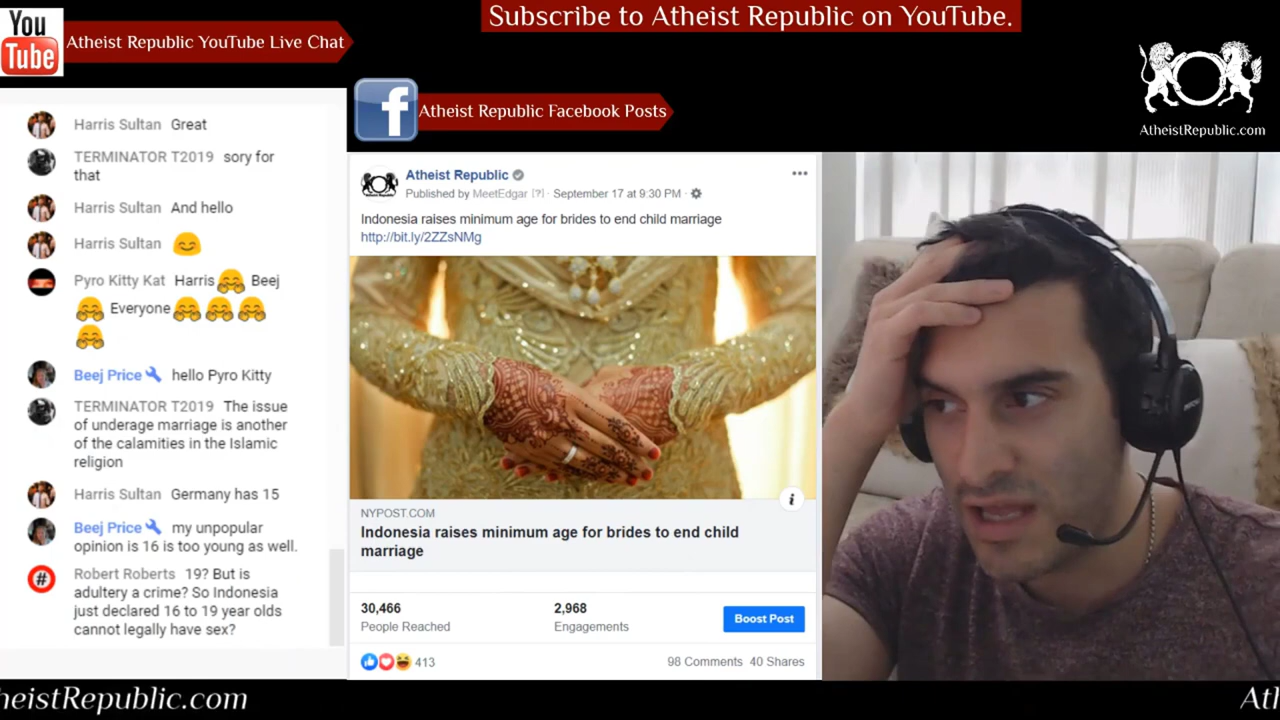 Subscribe to Atheist Republic on YouTube.
You
Tube
Atheist Republic YouTube Live Chat
AtheistRepublic.com
f
Atheist Republic Facebook Posts
Harris Sultan Great
TERMINATOR T2019 sory for
that
Harris Sultan And hello
Harris Sultan 😊
Pyro Kitty Kat Harris 🤗 Beej
🤗 Everyone 🤗 🤗 🤗
🤗
Beej Price hello Pyro Kitty
TERMINATOR T2019 The issue
of underage marriage is another
of the calamities in the Islamic
religion
Harris Sultan Germany has 15
Beej Price my unpopular
opinion is 16 is too young as well.
#
Robert Roberts 19? But is
adultery a crime? So Indonesia
just declared 16 to 19 year olds
cannot legally have sex?
Atheist Republic
Published by MeetEdgar [?] · September 17 at 9:30 PM ·
Indonesia raises minimum age for brides to end child marriage
http://bit.ly/2ZZsNMg
i
NYPOST.COM
Indonesia raises minimum age for brides to end child
marriage
30,466
People Reached
2,968
Engagements
Boost Post
413
98 Comments 40 Shares
heistRepublic.com
Atl